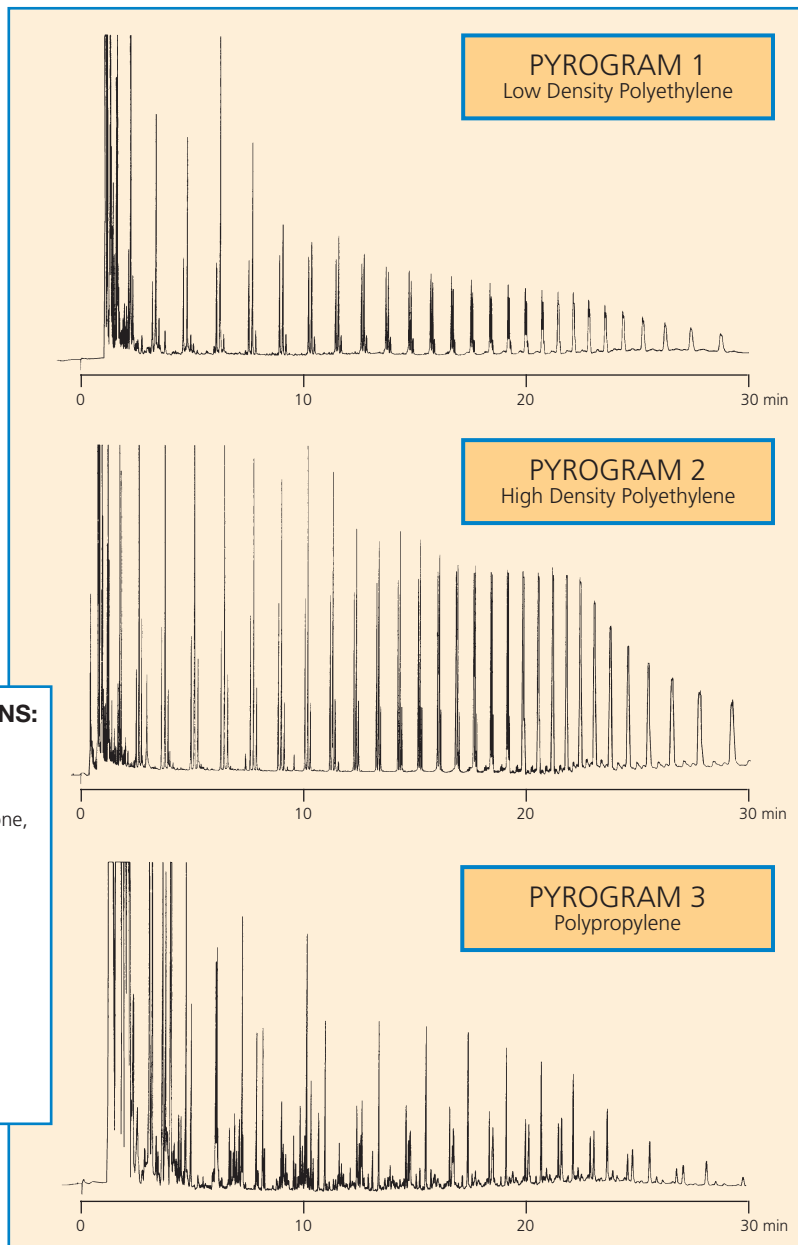 PYROGRAM 1
Low Density Polyethylene
0 10 20 30 min
PYROGRAM 2
High Density Polyethylene
0 10 20 30 min
NS:
one,
PYROGRAM 3
Polypropylene
0 10 20 30 min